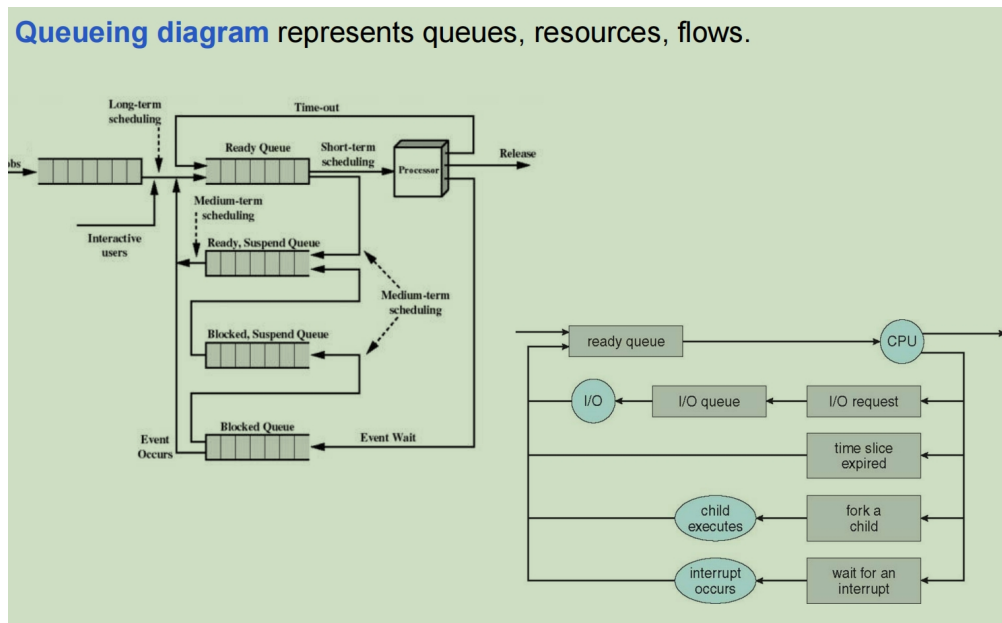 Queueing diagram represents queues, resources, flows.
Long-term
scheduling
Time-out
Ready Queue
Short-term
scheduling
Processor
Release
obs
Interactive
users
Medium-term
scheduling
Ready, Suspend Queue
Medium-term
scheduling
Blocked, Suspend Queue
Blocked Queue
Event
Occurs
Event Wait
ready queue
CPU
I/O
I/O queue
I/O request
time slice
expired
child
executes
fork a
child
interrupt
occurs
wait for an
interrupt